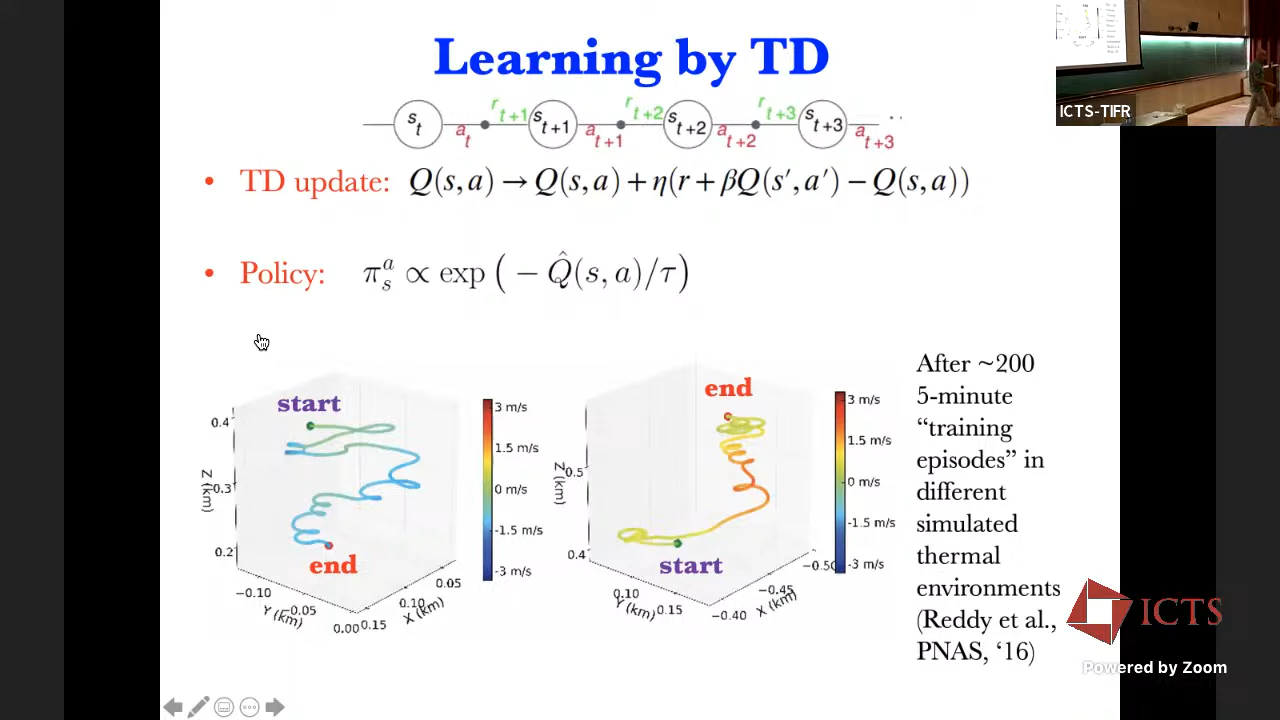 Learning by TD
s_t a_t r_{t+1} s_{t+1} a_{t+1} r_{t+2} s_{t+2} a_{t+2} r_{t+3} s_{t+3} a_{t+3} ..
ICTS-TIFR
• TD update: Q(s,a) → Q(s,a) + η(r + βQ(s′,a′) − Q(s,a))
• Policy: π_s^a ∝ exp ( − Q̂(s, a)/τ )
start
end
0.4
0.3
0.2
Z (km)
−0.10
−0.05
0.00
Y (km)
0.15
0.10
0.05
X (km)
3 m/s
1.5 m/s
0 m/s
-1.5 m/s
-3 m/s
end
start
0.5
0.4
Z (km)
0.10
0.15
Y (km)
−0.40
−0.45
−0.50
X (km)
3 m/s
1.5 m/s
0 m/s
-1.5 m/s
-3 m/s
After ~200
5-minute
“training
episodes” in
different
simulated
thermal
environments
(Reddy et al.,
PNAS, ‘16)
ICTS
Powered by Zoom